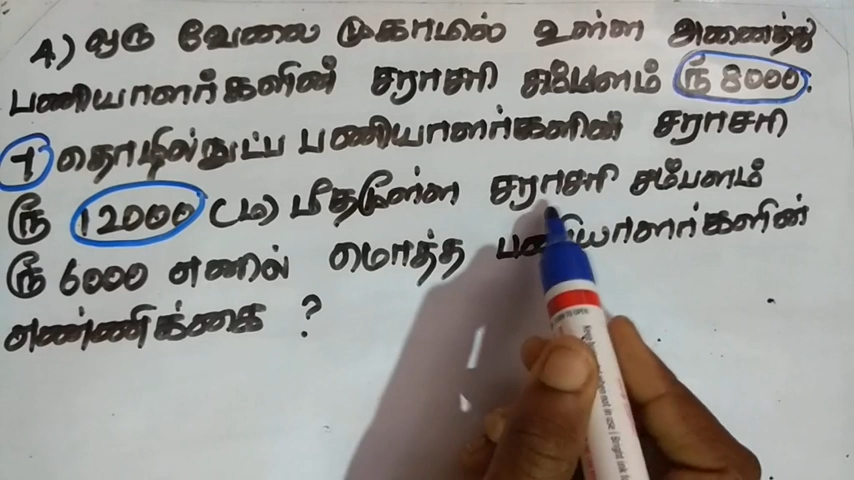 4) ஒரு வேலை முகாமில் உள்ள அனைத்து
பணியாளர்களின் சராசரி சம்பளம் ரூ 8000.
7 தொழில்நுட்ப பணியாளர்களின் சராசரி
ரூ 12000 (ம) மீதமுள்ள சராசரி சம்பளம்
ரூ 6000 எனில் மொத்த பணியாளர்களின்
எண்ணிக்கை ?